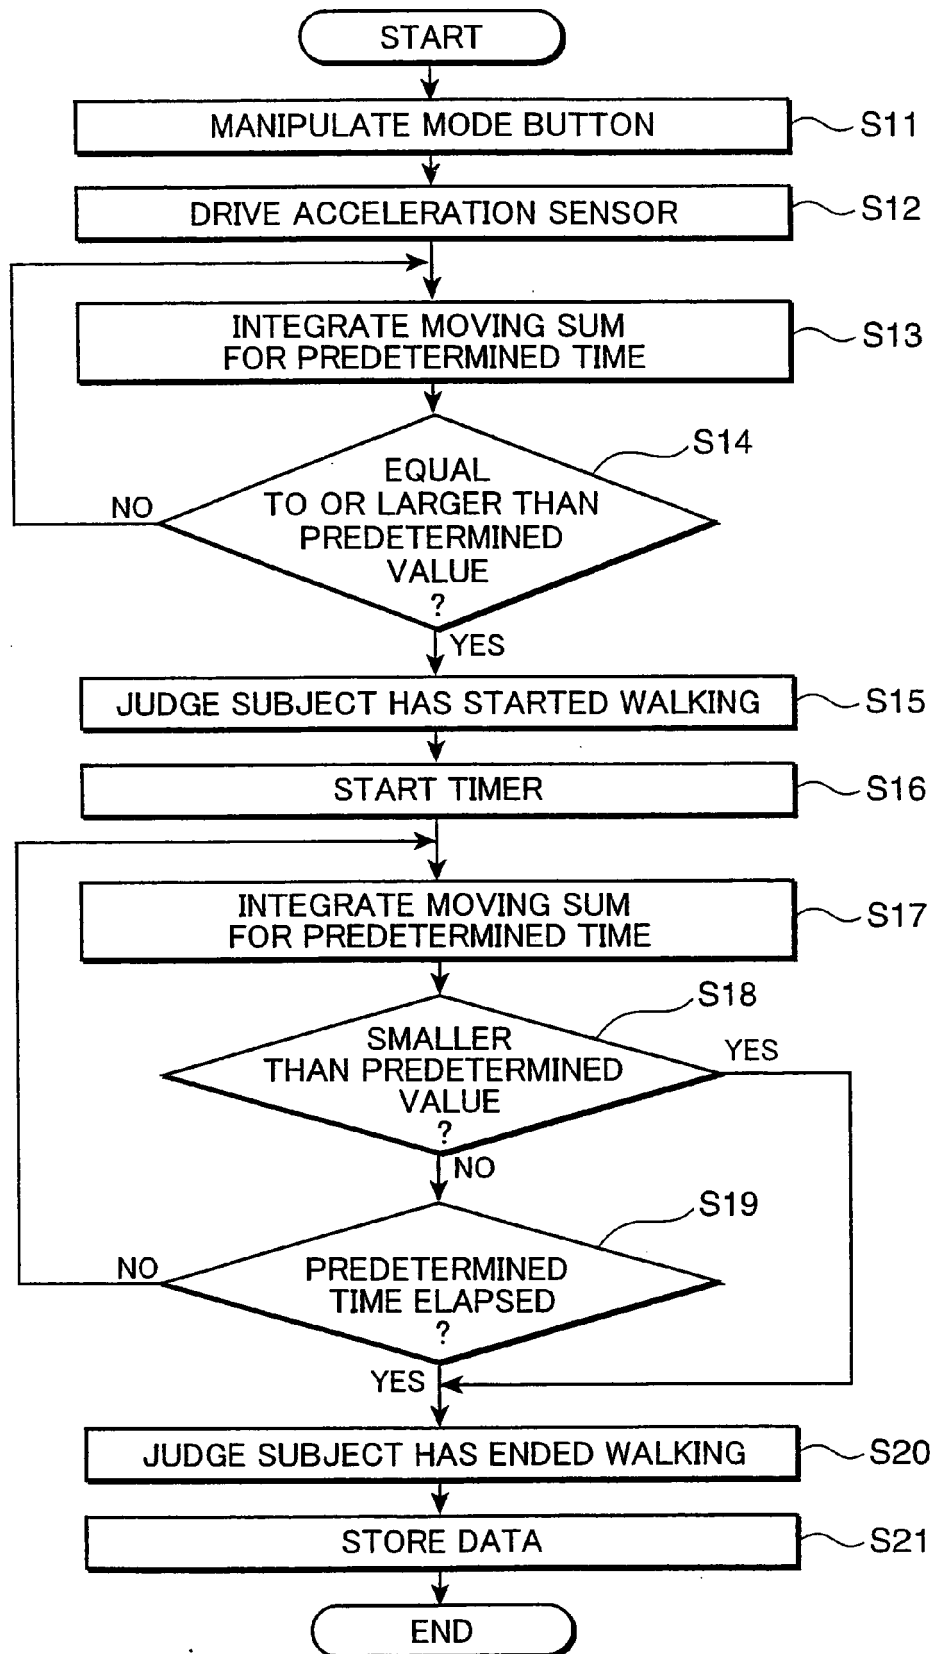 START
MANIPULATE MODE BUTTON
S11
DRIVE ACCELERATION SENSOR
S12
INTEGRATE MOVING SUM
FOR PREDETERMINED TIME
S13
S14
EQUAL
TO OR LARGER THAN
PREDETERMINED
VALUE
?
NO
YES
JUDGE SUBJECT HAS STARTED WALKING
S15
START TIMER
S16
INTEGRATE MOVING SUM
FOR PREDETERMINED TIME
S17
S18
SMALLER
THAN PREDETERMINED
VALUE
?
YES
NO
S19
PREDETERMINED
TIME ELAPSED
?
NO
YES
JUDGE SUBJECT HAS ENDED WALKING
S20
STORE DATA
S21
END